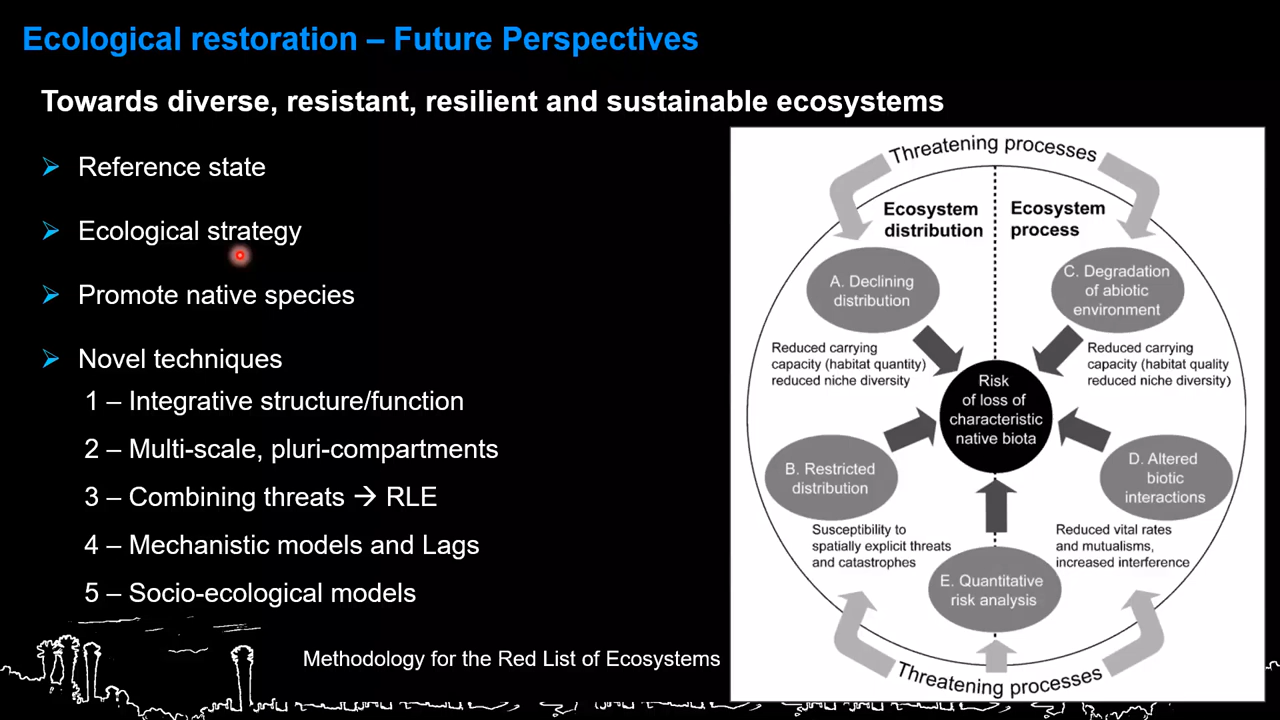 Ecological restoration – Future Perspectives
Towards diverse, resistant, resilient and sustainable ecosystems
➢ Reference state
➢ Ecological strategy
➢ Promote native species
➢ Novel techniques
1 – Integrative structure/function
2 – Multi-scale, pluri-compartments
3 – Combining threats → RLE
4 – Mechanistic models and Lags
5 – Socio-ecological models
Methodology for the Red List of Ecosystems
Threatening processes
Ecosystem
distribution
Ecosystem
process
A. Declining
distribution
C. Degradation
of abiotic
environment
Reduced carrying
capacity (habitat quantity)
reduced niche diversity
Reduced carrying
capacity (habitat quality
reduced niche diversity)
Risk
of loss of
characteristic
native biota
B. Restricted
distribution
D. Altered
biotic
interactions
Susceptibility to
spatially explicit threats
and catastrophes
Reduced vital rates
and mutualisms,
increased interference
E. Quantitative
risk analysis
Threatening processes